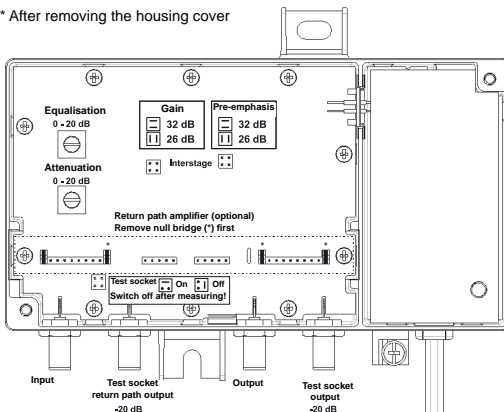 * After removing the housing cover
Equalisation
0 - 20 dB
Attenuation
0 - 20 dB
Gain
32 dB
26 dB
Pre-emphasis
32 dB
26 dB
Interstage
Return path amplifier (optional)
Remove null bridge (*) first
* * *
Test socket On Off
Switch off after measuring!
Input
Test socket
return path output
-20 dB
Output
Test socket
output
-20 dB